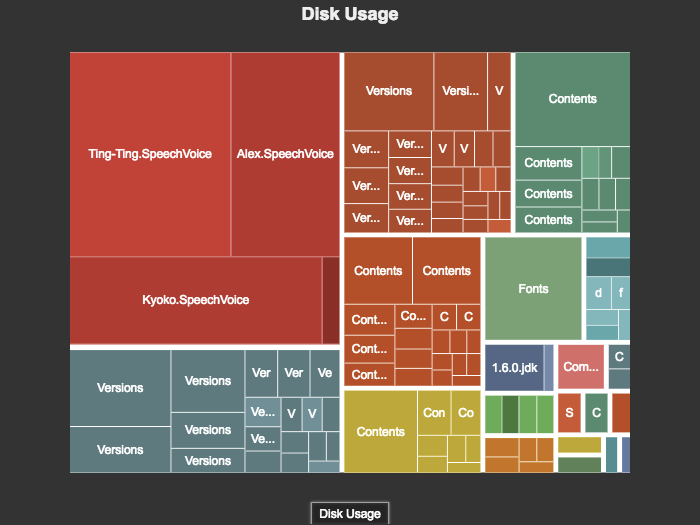 Disk Usage
Ting-Ting.SpeechVoice
Alex.SpeechVoice
Kyoko.SpeechVoice
Versions
Versi...
V
Ver...
Ver...
V
V
Ver...
Ver...
Ver...
Ver...
Ver...
Contents
Contents
Contents
Contents
Contents
Contents
Cont...
Co...
C
C
Cont...
Cont...
Fonts
d
f
Versions
Versions
Ver
Ver
Ve
Ve...
V
V
Versions
Ve...
Versions
Versions
1.6.0.jdk
Com...
C
Contents
Con
Co
S
C
Disk Usage